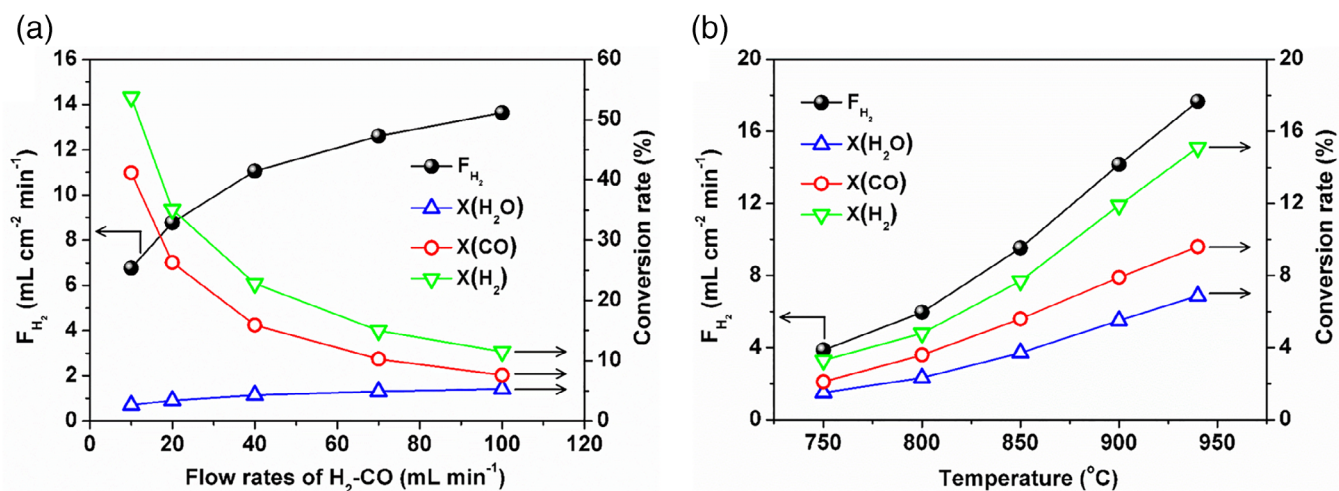 (a)
16
14
12
10
8
6
4
2
0
F_H₂ (mL cm⁻² min⁻¹)
60
50
40
30
20
10
0
Conversion rate (%)
F_H₂
X(H₂O)
X(CO)
X(H₂)
0 20 40 60 80 100 120
Flow rates of H₂-CO (mL min⁻¹)
(b)
20
16
12
8
4
0
F_H₂ (mL cm⁻² min⁻¹)
20
16
12
8
4
0
Conversion rate (%)
F_H₂
X(H₂O)
X(CO)
X(H₂)
750 800 850 900 950
Temperature (°C)